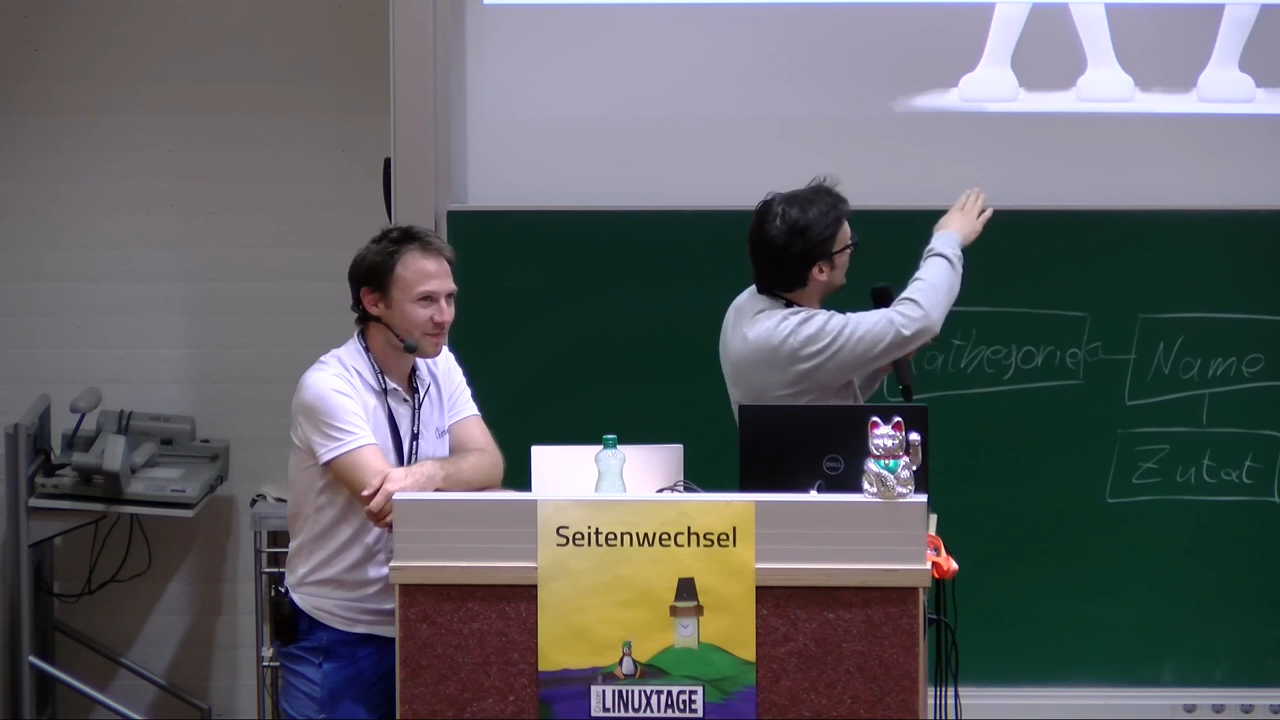 Kathegorie
Name
Zutat
DELL
Seitenwechsel
Grazer
LINUXTAGE